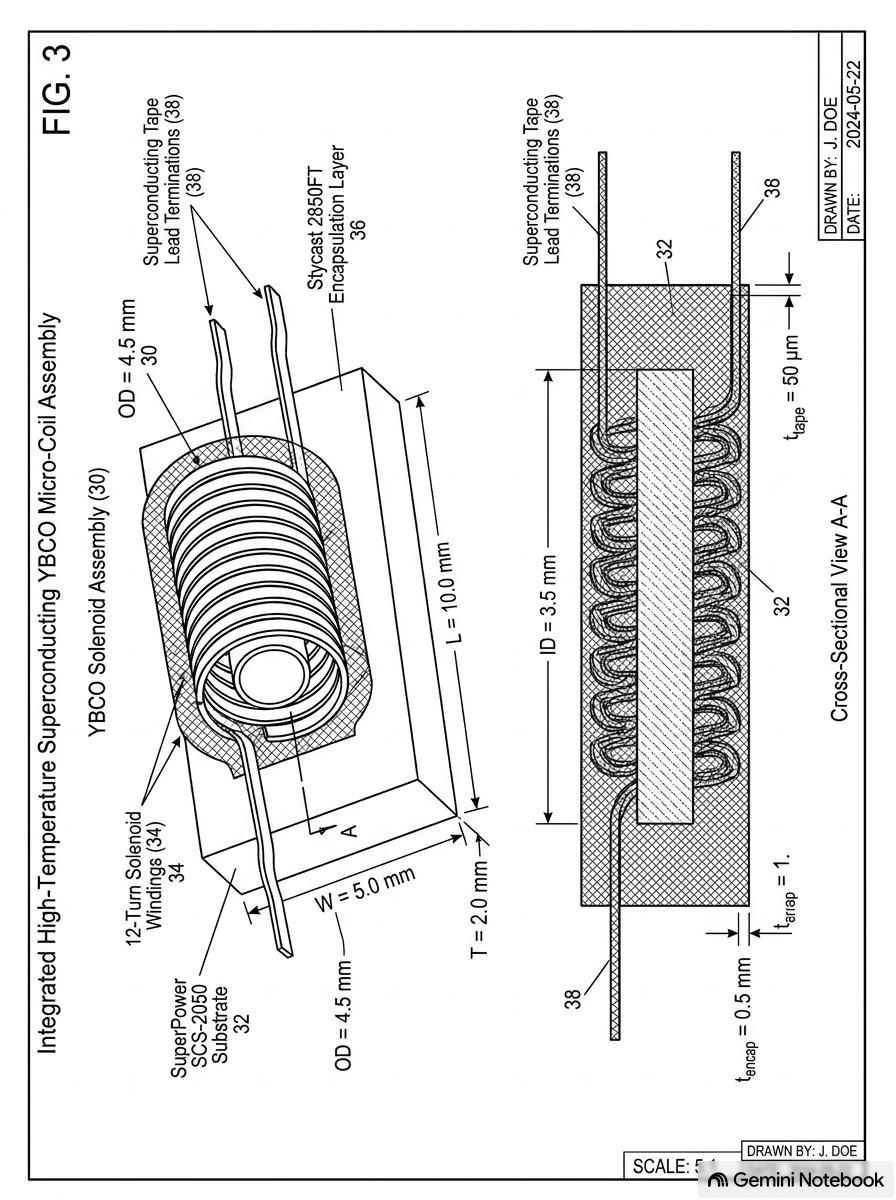 FIG. 3
Integrated High-Temperature Superconducting YBCO Micro-Coil Assembly
YBCO Solenoid Assembly (30)
12-Turn Solenoid
Windings (34)
34
OD = 4.5 mm
30
Superconducting Tape
Lead Terminations (38)
(38)
SuperPower
SCS-2050
Substrate
32
Stycast 2850FT
Encapsulation Layer
36
A
W = 5.0 mm
OD = 4.5 mm
L = 10.0 mm
T = 2.0 mm
Superconducting Tape
Lead Terminations (38)
(38)
38
ID = 3.5 mm
32
38
32
t_encap = 0.5 mm
t_arrap = 1.
t_tape = 50 µm
Cross-Sectional View A-A
DRAWN BY: J. DOE
DATE: 2024-05-22
SCALE:
DRAWN BY: J. DOE
Gemini Notebook